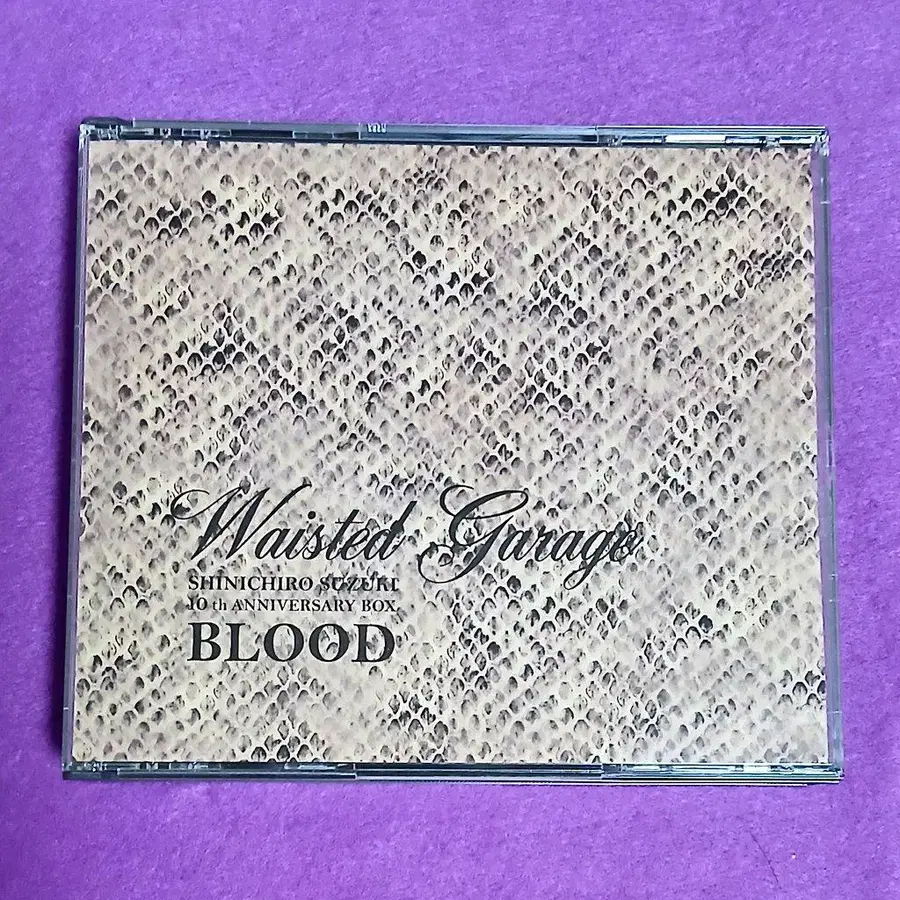 Waisted Garage
SHINICHIRO SUZUKI
10 th ANNIVERSARY BOX
BLOOD